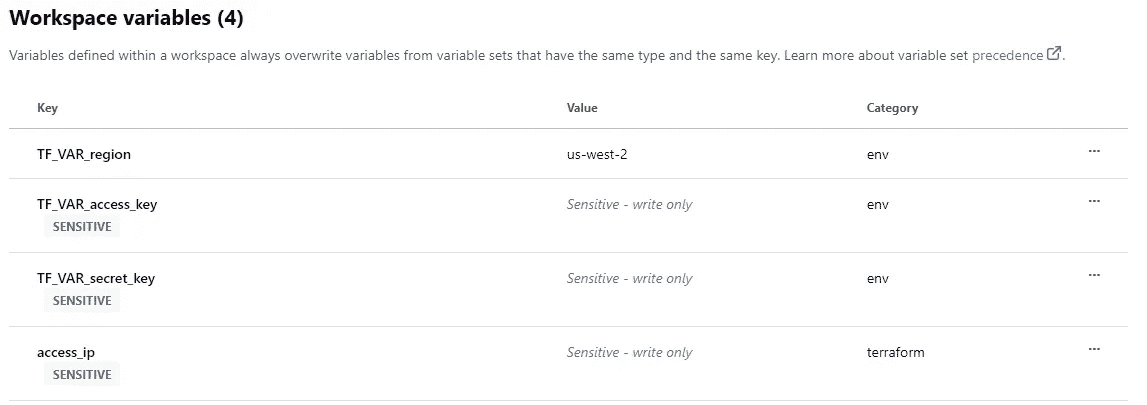 Workspace variables (4)
Variables defined within a workspace always overwrite variables from variable sets that have the same type and the same key. Learn more about variable set precedence.
Key Value Category
TF_VAR_region us-west-2 env ...
TF_VAR_access_key Sensitive - write only env ...
SENSITIVE
TF_VAR_secret_key Sensitive - write only env ...
SENSITIVE
access_ip Sensitive - write only terraform ...
SENSITIVE